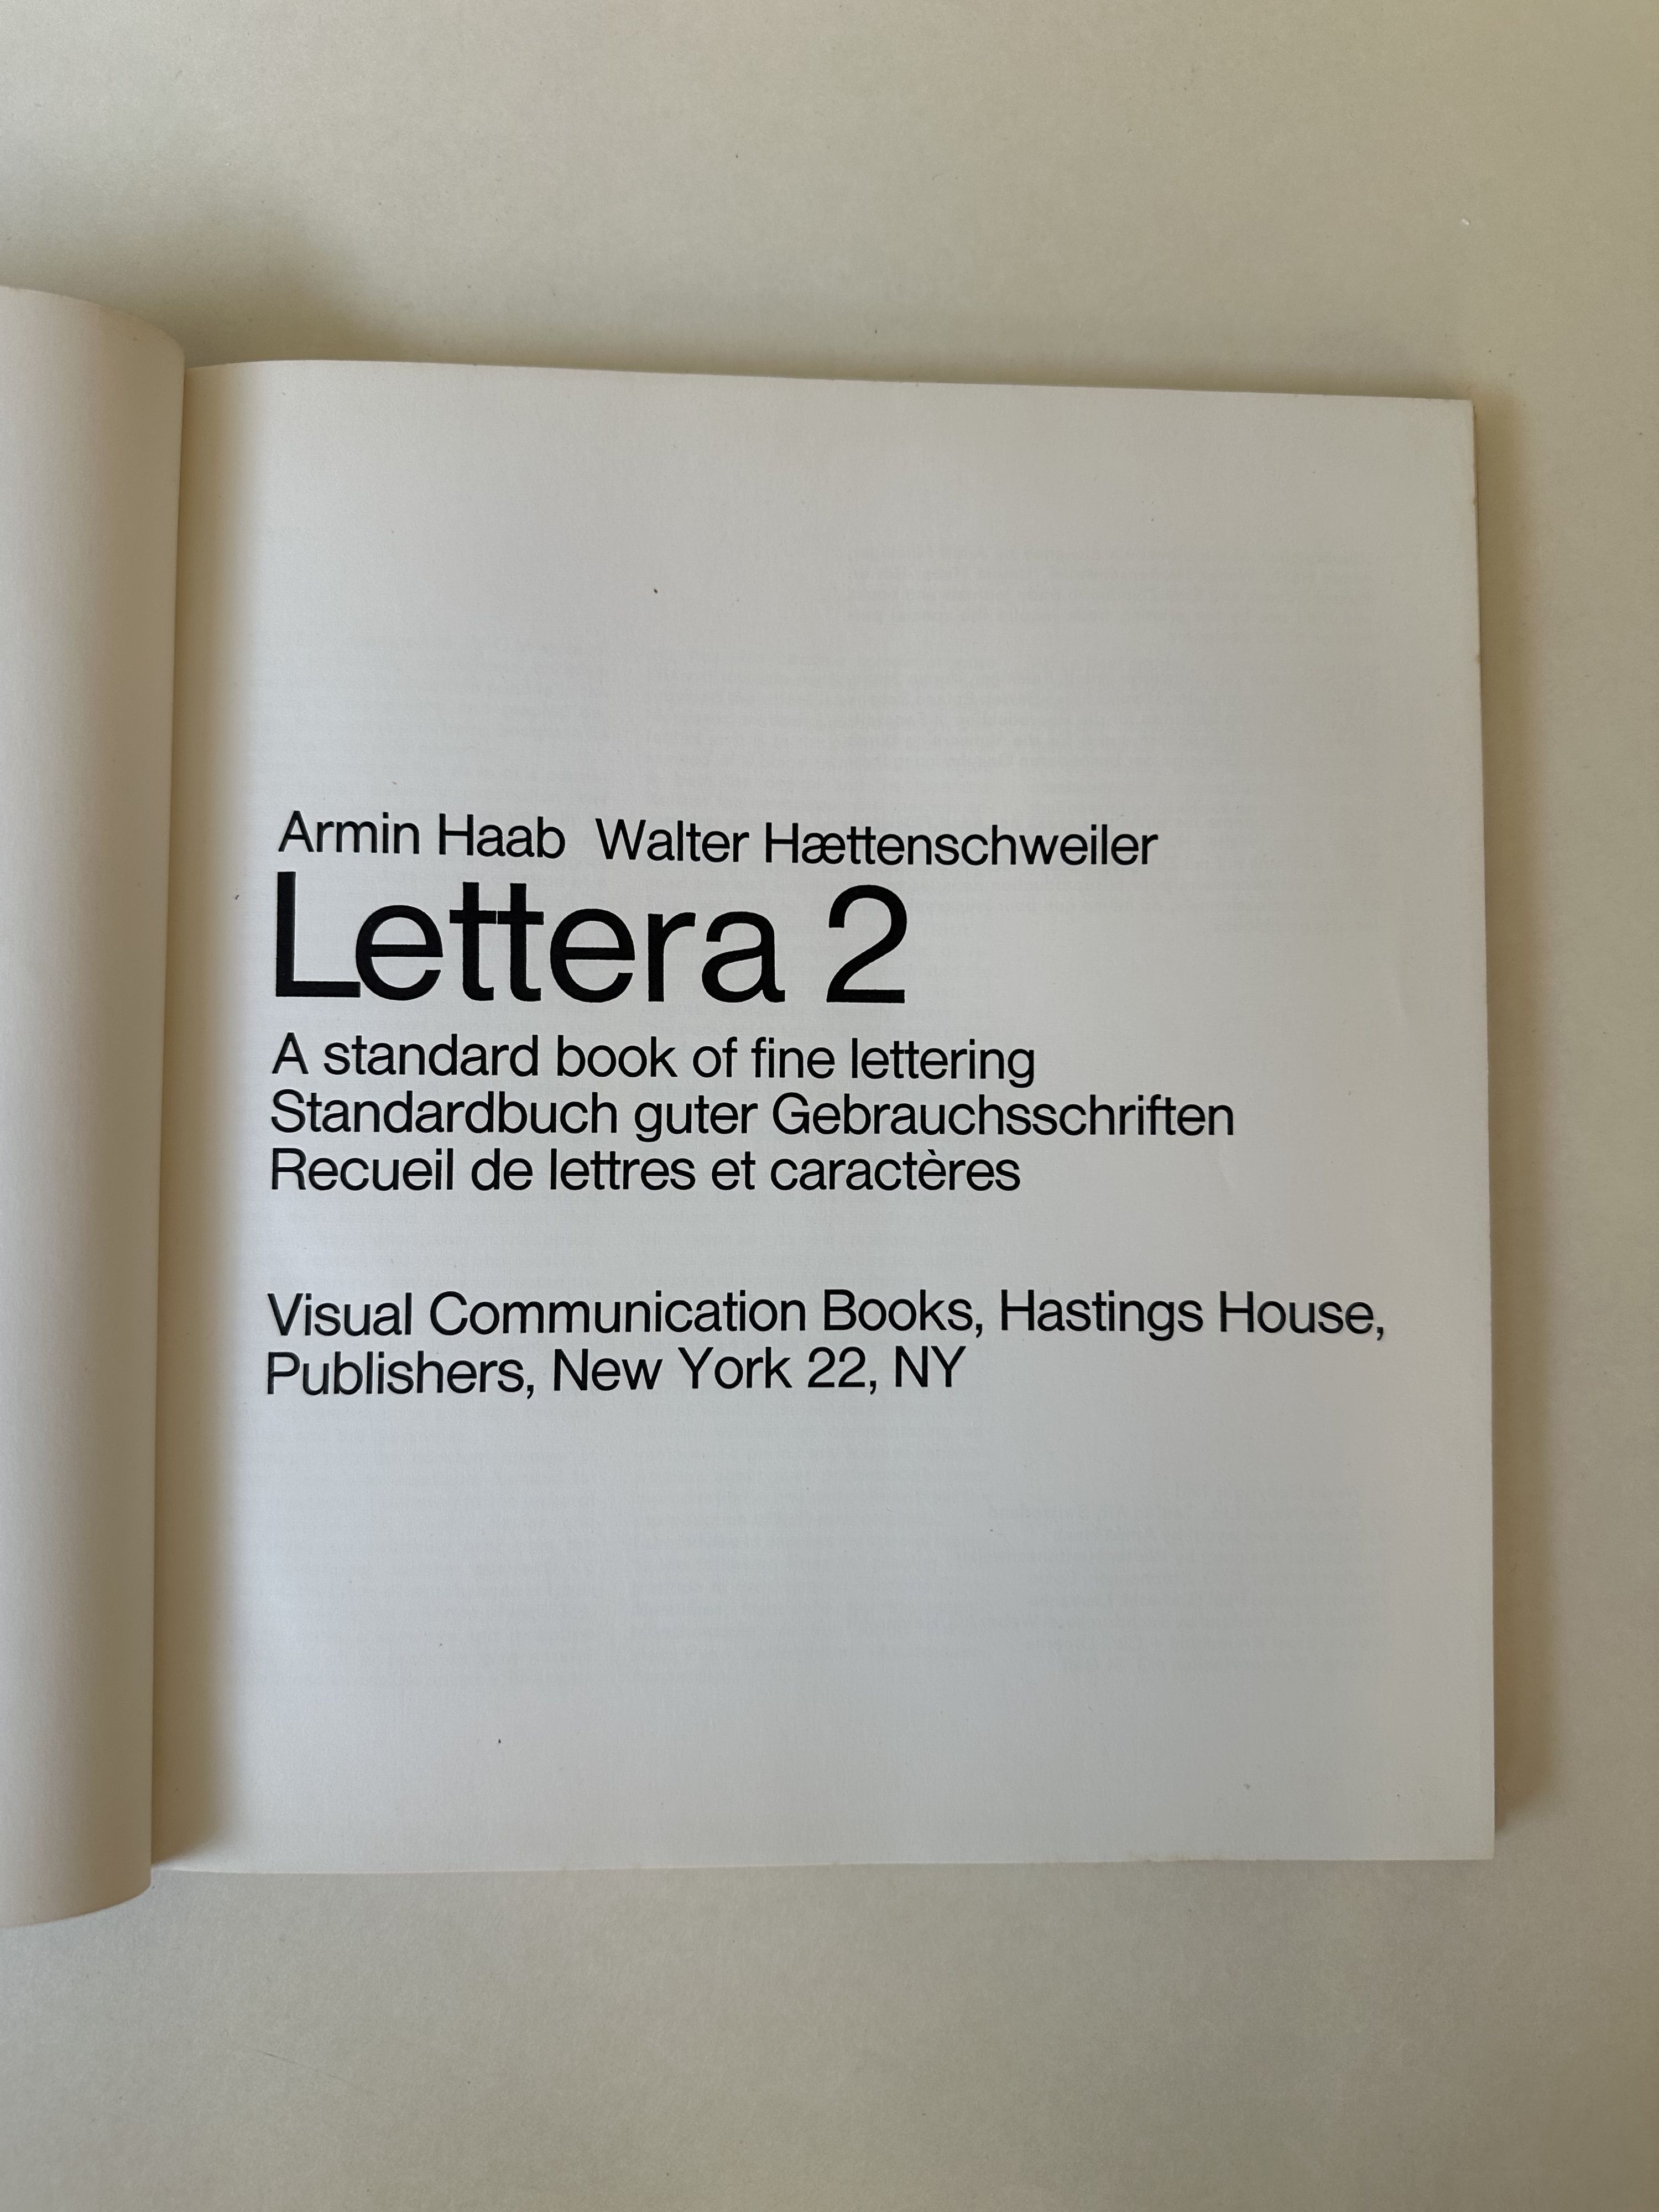 Armin Haab Walter Hættenschweiler
Lettera 2
A standard book of fine lettering
Standardbuch guter Gebrauchsschriften
Recueil de lettres et caractères
Visual Communication Books, Hastings House,
Publishers, New York 22, NY